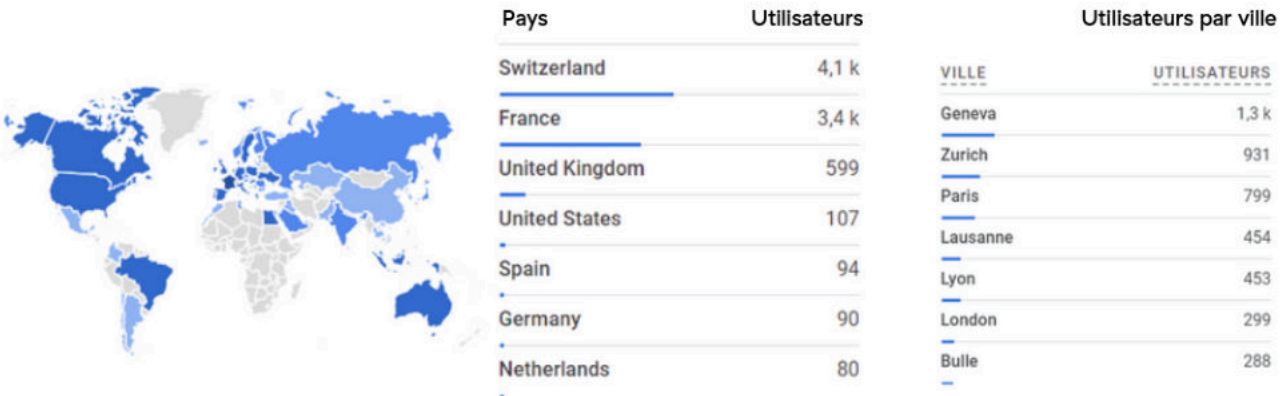 Pays Utilisateurs
Switzerland 4,1 k
France 3,4 k
United Kingdom 599
United States 107
Spain 94
Germany 90
Netherlands 80
Utilisateurs par ville
VILLE UTILISATEURS
Geneva 1,3 k
Zurich 931
Paris 799
Lausanne 454
Lyon 453
London 299
Bulle 288